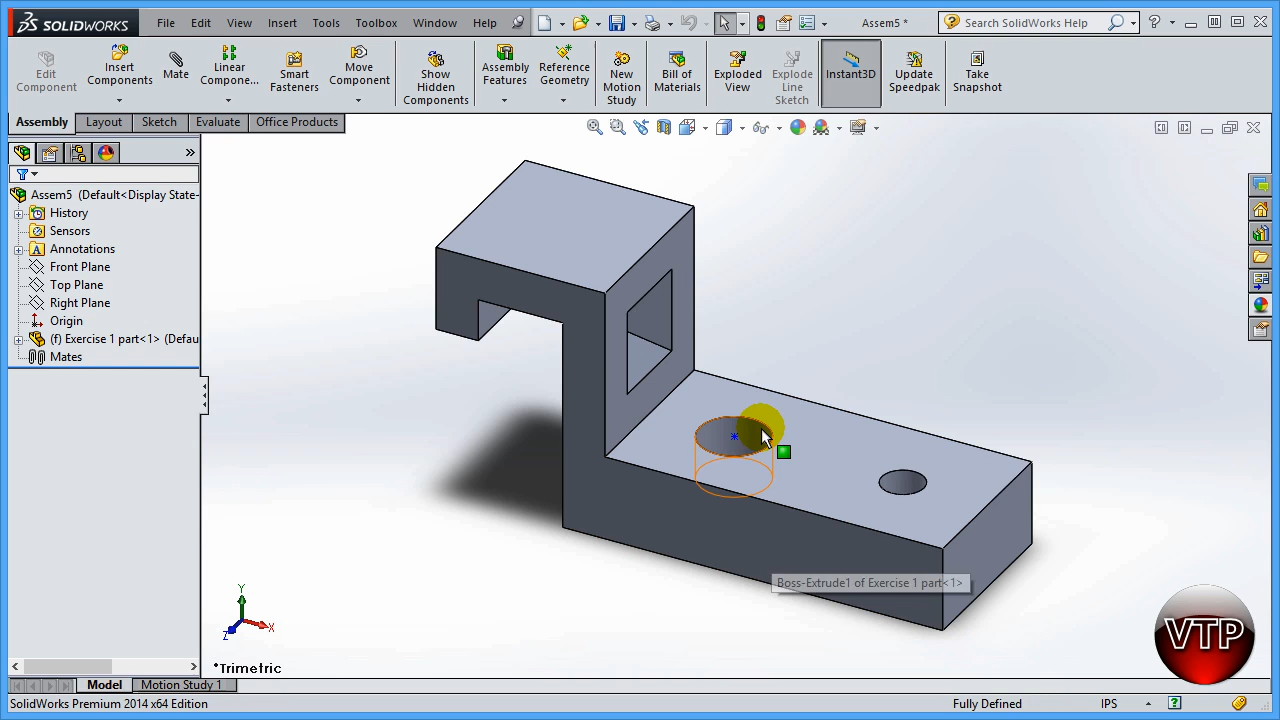 SOLIDWORKS File Edit View Insert Tools Toolbox Window Help Assem5 * Search SolidWorks Help
Edit Component
Insert Components
Mate
Linear Compone...
Smart Fasteners
Move Component
Show Hidden Components
Assembly Features
Reference Geometry
New Motion Study
Bill of Materials
Exploded View
Explode Line Sketch
Instant3D
Update Speedpak
Take Snapshot
Assembly Layout Sketch Evaluate Office Products
Assem5 (Default<Display State-
History
Sensors
A Annotations
Front Plane
Top Plane
Right Plane
Origin
(f) Exercise 1 part<1> (Defau
Mates
Boss-Extrude1 of Exercise 1 part<1>
Y
X
Z
*Trimetric
VTP
Model Motion Study 1
SolidWorks Premium 2014 x64 Edition Fully Defined IPS